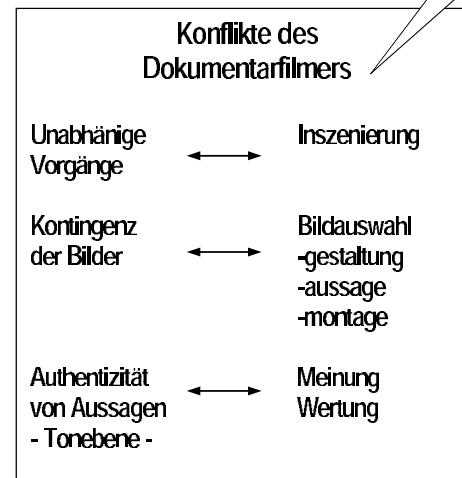 Konflikte des
Dokumentarfilmers
Unabhänige
Vorgänge
Inszenierung
Kontingenz
der Bilder
Bildauswahl
-gestaltung
-aussage
-montage
Authentizität
von Aussagen
- Tonebene -
Meinung
Wertung